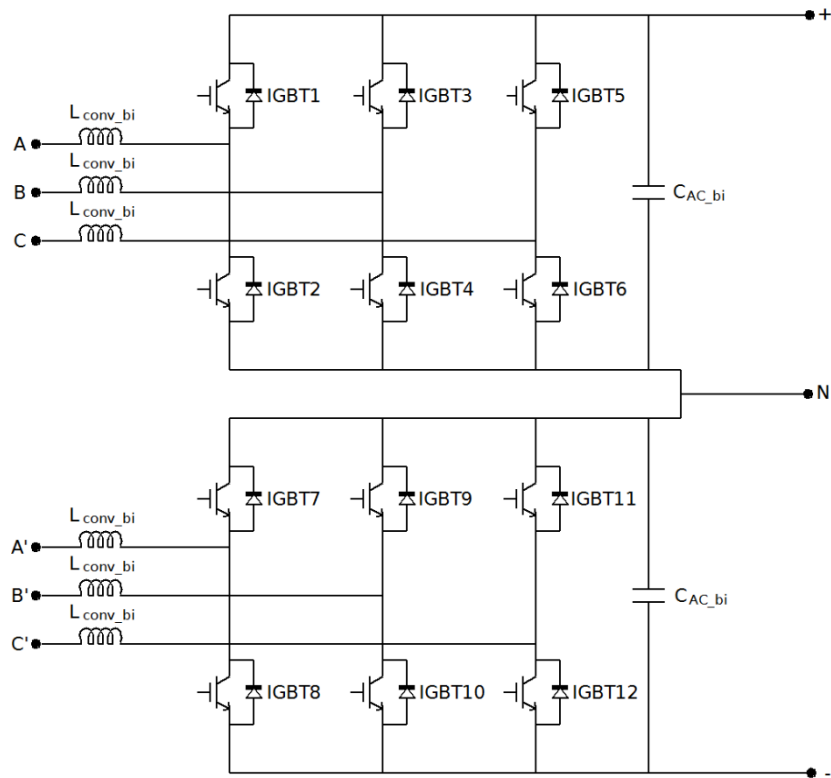 +
IGBT1 IGBT3 IGBT5
L conv_bi
A
L conv_bi
B
C AC_bi
L conv_bi
C
IGBT2 IGBT4 IGBT6
N
IGBT7 IGBT9 IGBT11
L conv_bi
A'
L conv_bi
B'
C AC_bi
L conv_bi
C'
IGBT8 IGBT10 IGBT12
-